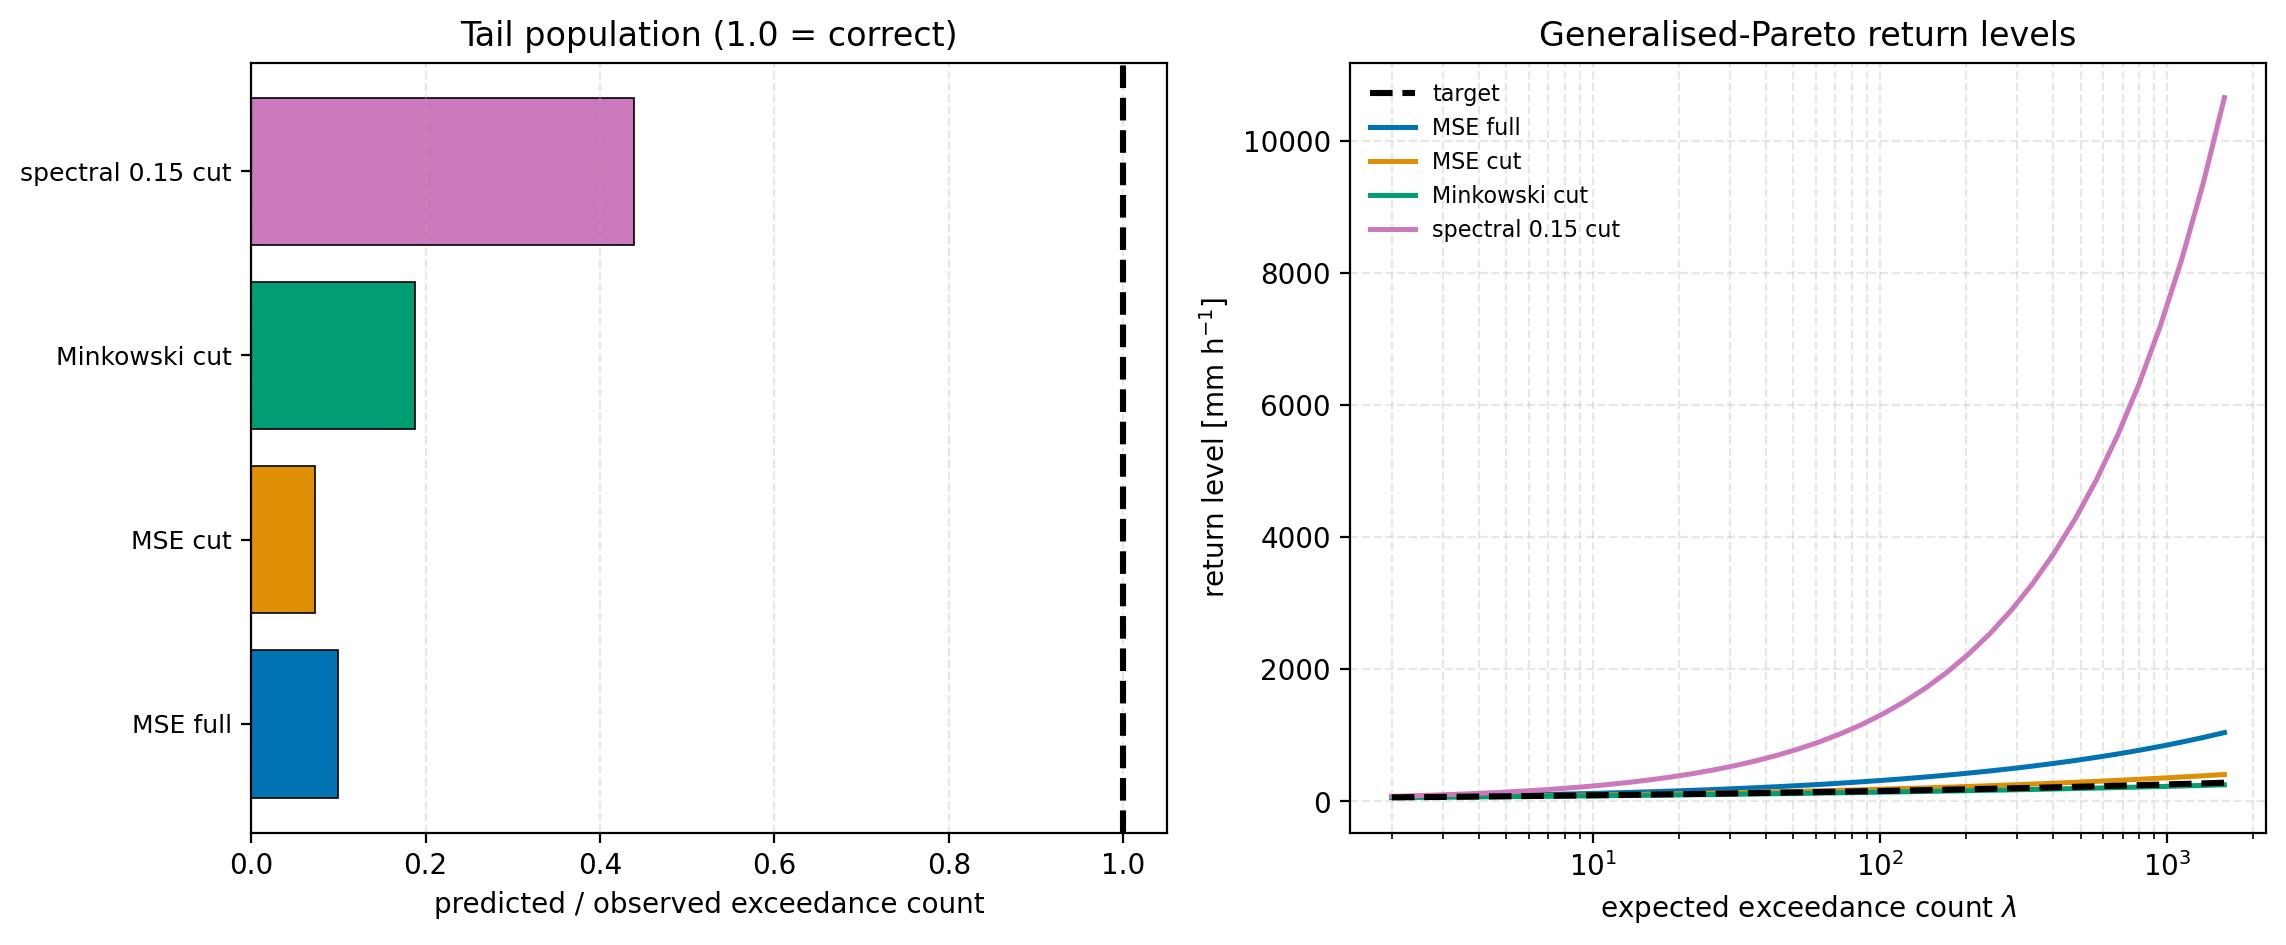 Tail population (1.0 = correct)
spectral 0.15 cut
Minkowski cut
MSE cut
MSE full
0.0 0.2 0.4 0.6 0.8 1.0
predicted / observed exceedance count
Generalised-Pareto return levels
target
MSE full
MSE cut
Minkowski cut
spectral 0.15 cut
return level [mm h⁻¹]
10000
8000
6000
4000
2000
0
10¹ 10² 10³
expected exceedance count λ